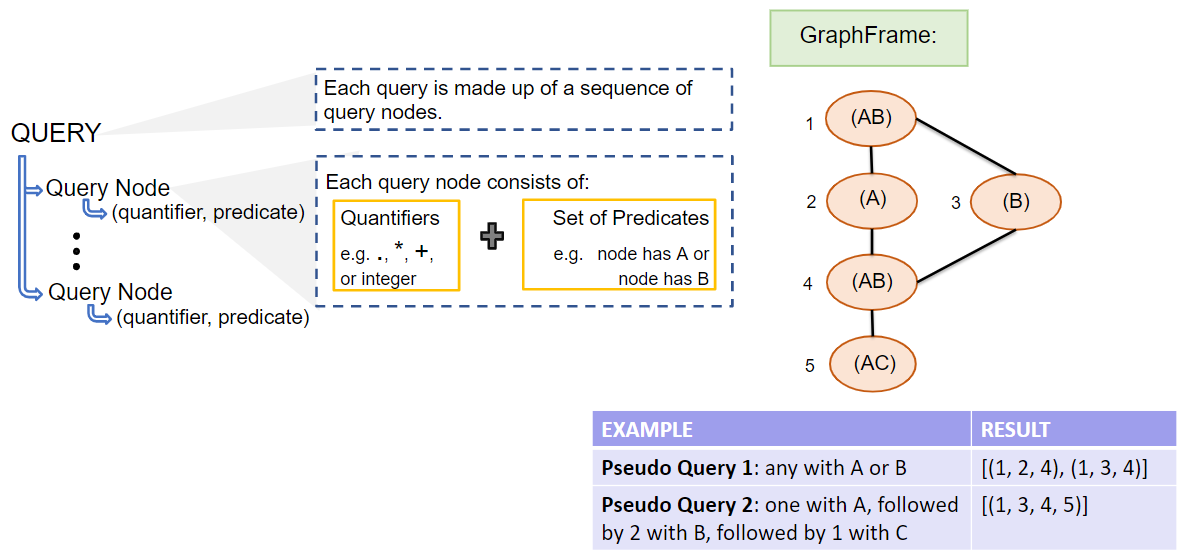 QUERY
Query Node
(quantifier, predicate)
Query Node
(quantifier, predicate)
Each query is made up of a sequence of
query nodes.
Each query node consists of:
Quantifiers
e.g. ., *, +,
or integer
Set of Predicates
e.g. node has A or
node has B
GraphFrame:
1 (AB)
2 (A)
3 (B)
4 (AB)
5 (AC)
EXAMPLE RESULT
Pseudo Query 1: any with A or B [(1, 2, 4), (1, 3, 4)]
Pseudo Query 2: one with A, followed [(1, 3, 4, 5)]
by 2 with B, followed by 1 with C